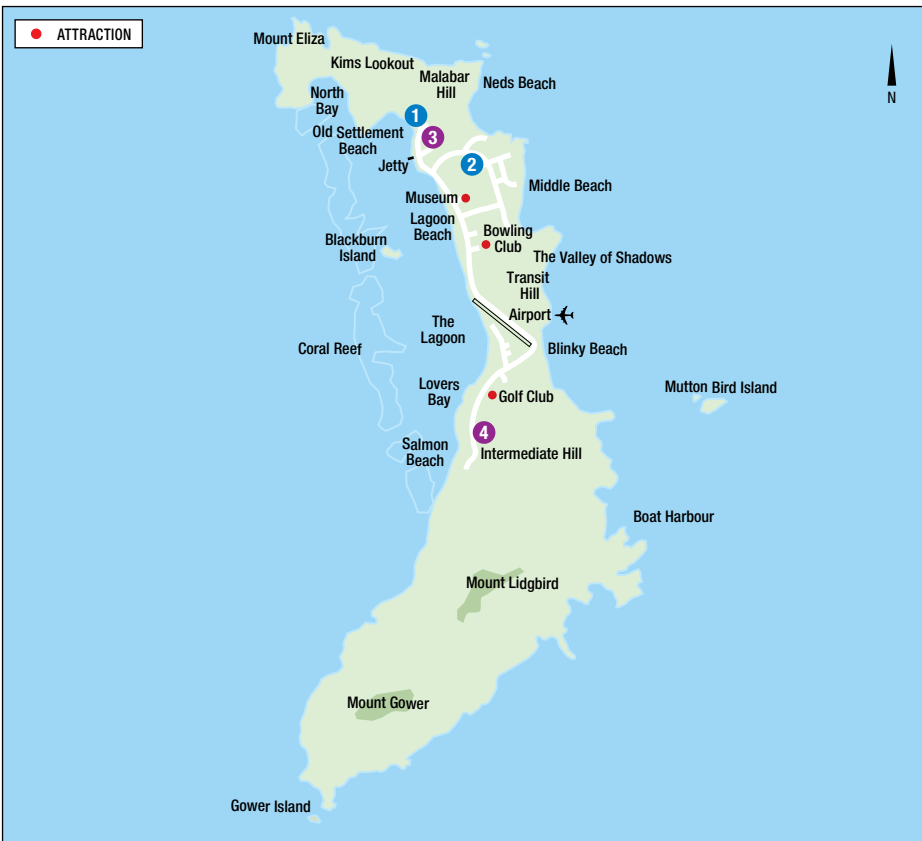 ATTRACTION
Mount Eliza
Kims Lookout
Malabar
Hill
Neds Beach
N
North
Bay
1
3
Old Settlement
Beach
Jetty
2
Middle Beach
Museum
Lagoon
Beach
Bowling
Club
Blackburn
Island
The Valley of Shadows
Transit
Hill
Airport
The
Lagoon
Coral Reef
Blinky Beach
Lovers
Bay
Golf Club
Mutton Bird Island
4
Salmon
Beach
Intermediate Hill
Boat Harbour
Mount Lidgbird
Mount Gower
Gower Island